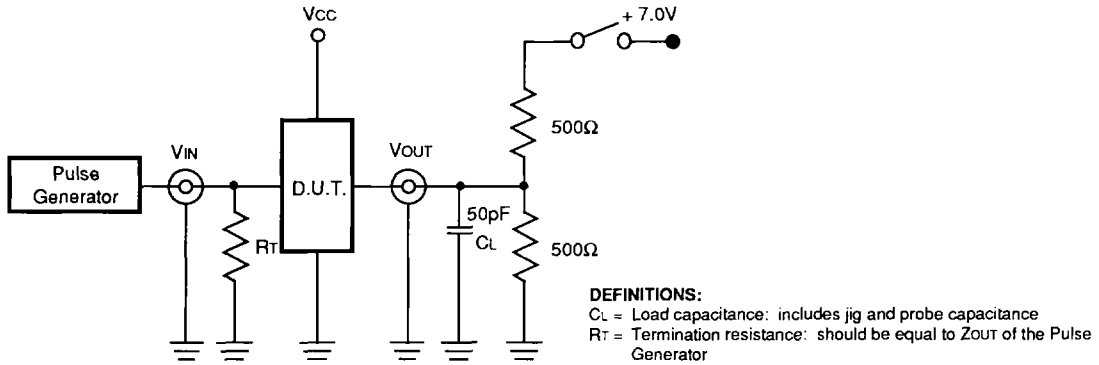 VCC
+ 7.0V
500Ω
VIN
VOUT
Pulse
Generator
D.U.T.
50pF
CL
RT
500Ω
DEFINITIONS:
CL = Load capacitance: includes jig and probe capacitance
RT = Termination resistance: should be equal to ZOUT of the Pulse
Generator